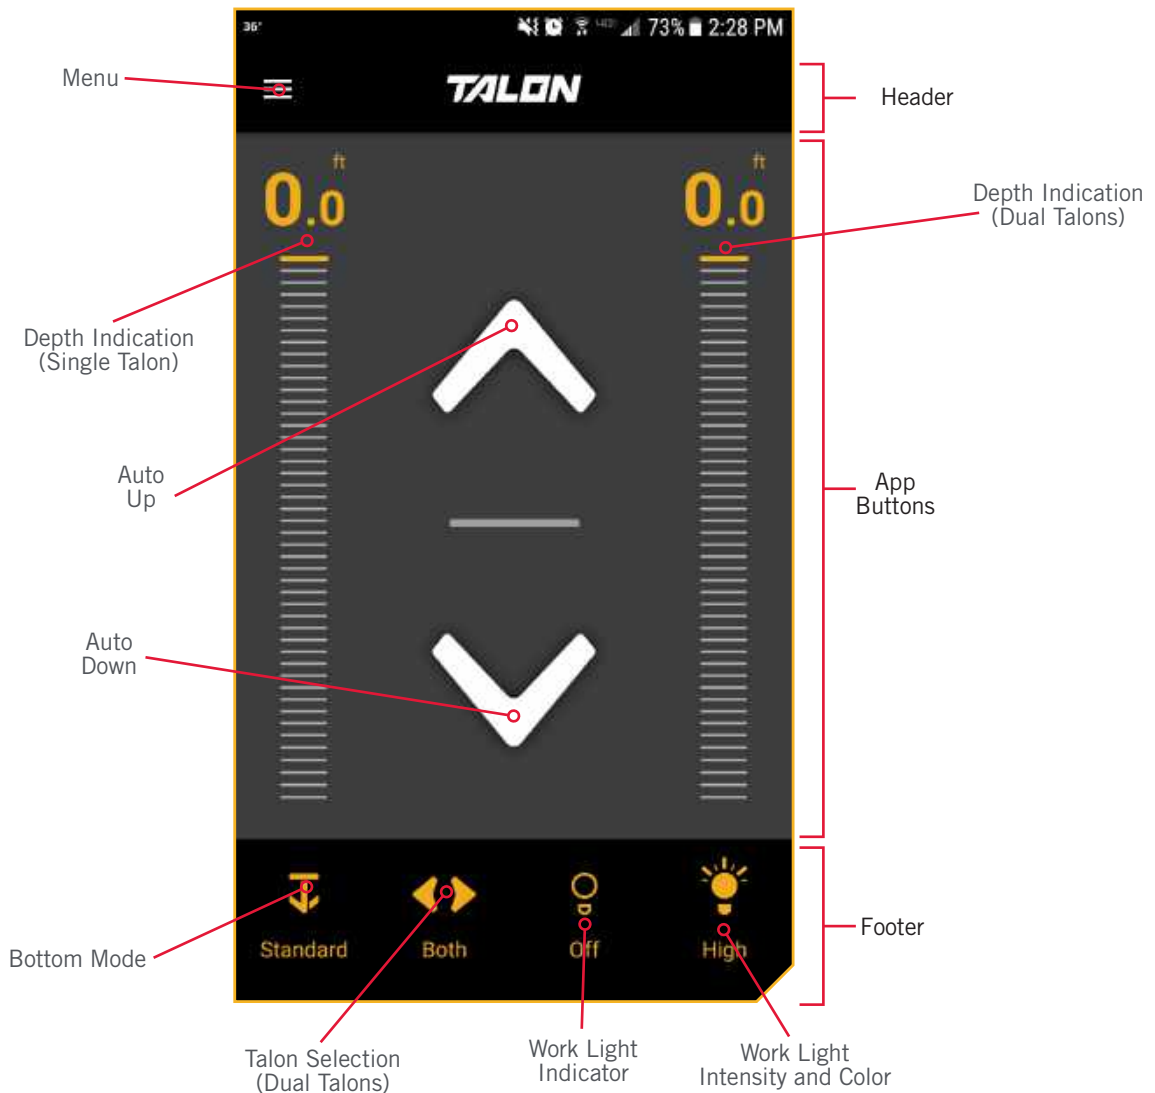 36°
73% 2:28 PM
Menu
TALON
Header
ft
0.0
ft
0.0
Depth Indication
(Dual Talons)
Depth Indication
(Single Talon)
Auto
Up
App
Buttons
Auto
Down
Standard
Both
Off
High
Footer
Bottom Mode
Talon Selection
(Dual Talons)
Work Light
Indicator
Work Light
Intensity and Color